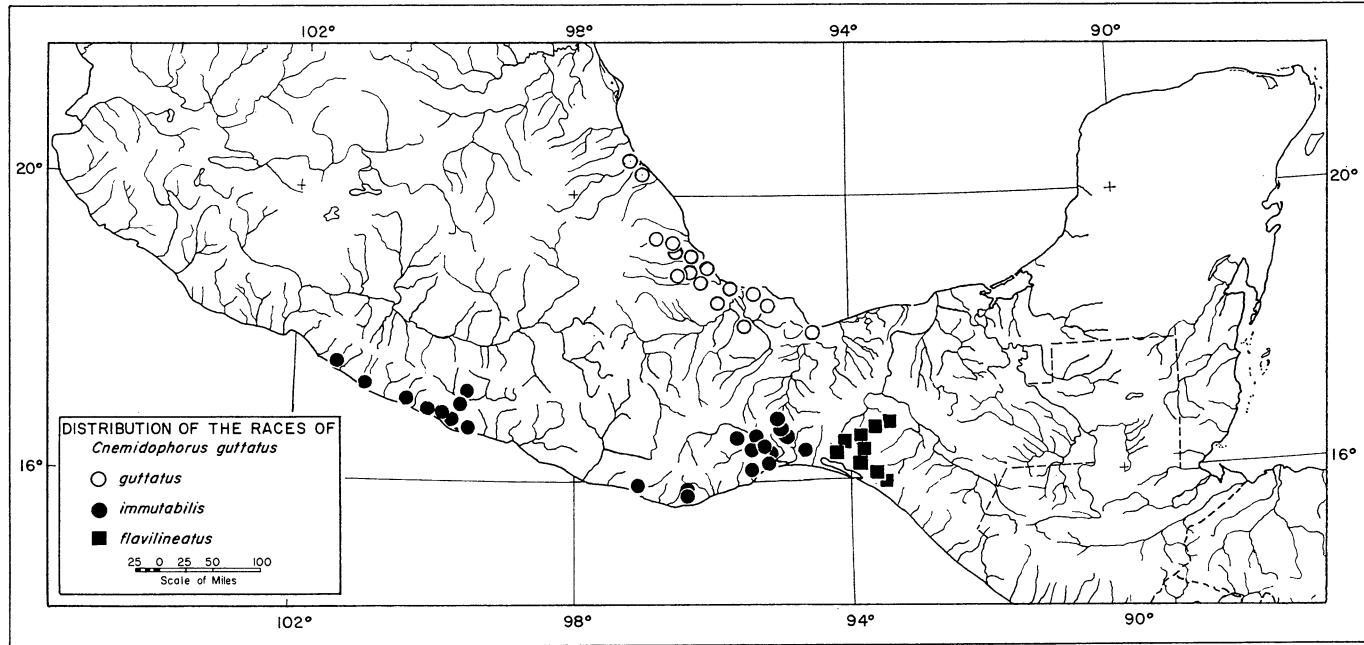 102° 98° 94° 90°
20° 20°
16° 16°
DISTRIBUTION OF THE RACES OF
Cnemidophorus guttatus
guttatus
immutabilis
flavilineatus
25 0 25 50 100
Scale of Miles
102° 98° 94° 90°